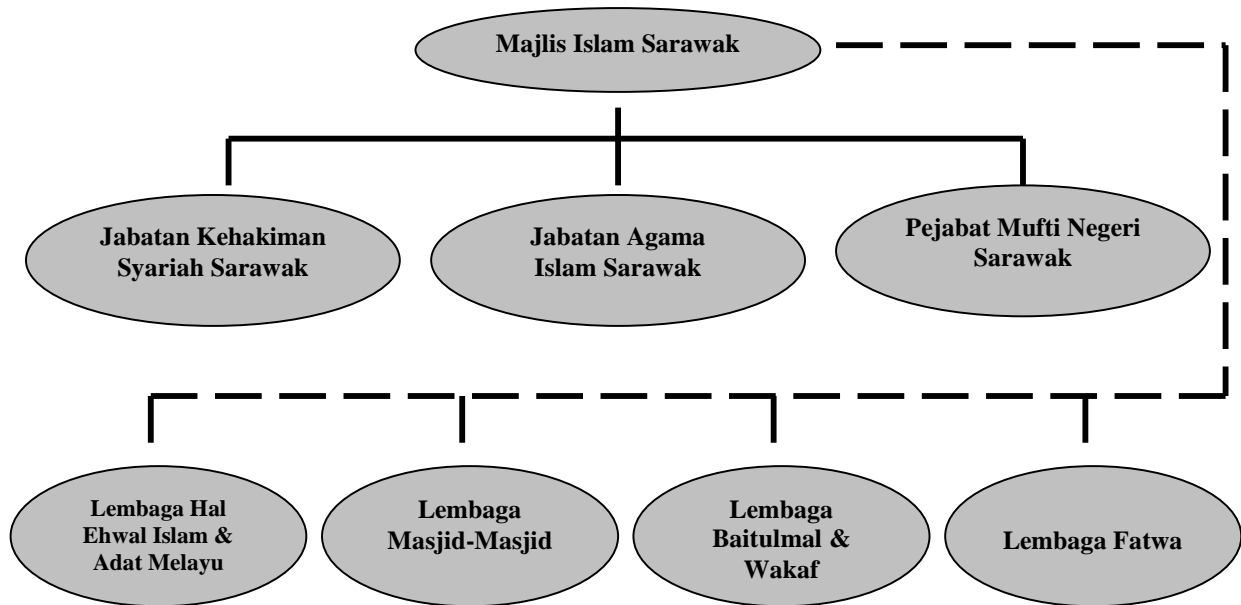 Majlis Islam Sarawak
Jabatan Kehakiman
Syariah Sarawak
Jabatan Agama
Islam Sarawak
Pejabat Mufti Negeri
Sarawak
Lembaga Hal
Ehwal Islam &
Adat Melayu
Lembaga
Masjid-Masjid
Lembaga
Baitulmal &
Wakaf
Lembaga Fatwa